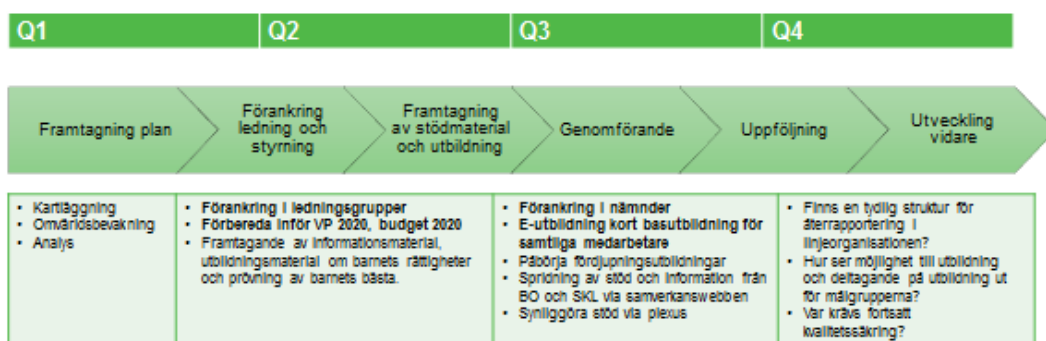 Q1
Q2
Q3
Q4
Framtagning plan
Förankring
ledning och
styrning
Framtagning
av stödmaterial
och utbildning
Genomförande
Uppföljning
Utveckling
vidare
• Kartläggning
• Omvärldsbevakning
• Analys
• Förankring i ledningsgrupper
• Förbereda inför VP 2020, budget 2020
• Framtagande av informationsmaterial,
utbildningsmaterial om barnets rättigheter
och prövning av barnets bästa.
• Förankring i nämnder
• E-utbildning kort basutbildning för
samtliga medarbetare
• Påbörja fördjupningsutbildningar
• Spridning av stöd och information från
BO och SKL via samverkanswebben
• Synliggöra stöd via plexus
• Finns en tydlig struktur för
återrapportering i
linjeorganisationen?
• Hur ser möjlighet till utbildning
och deltagande på utbildning ut
för målgrupperna?
• Var krävs fortsatt
kvalitetssäkring?